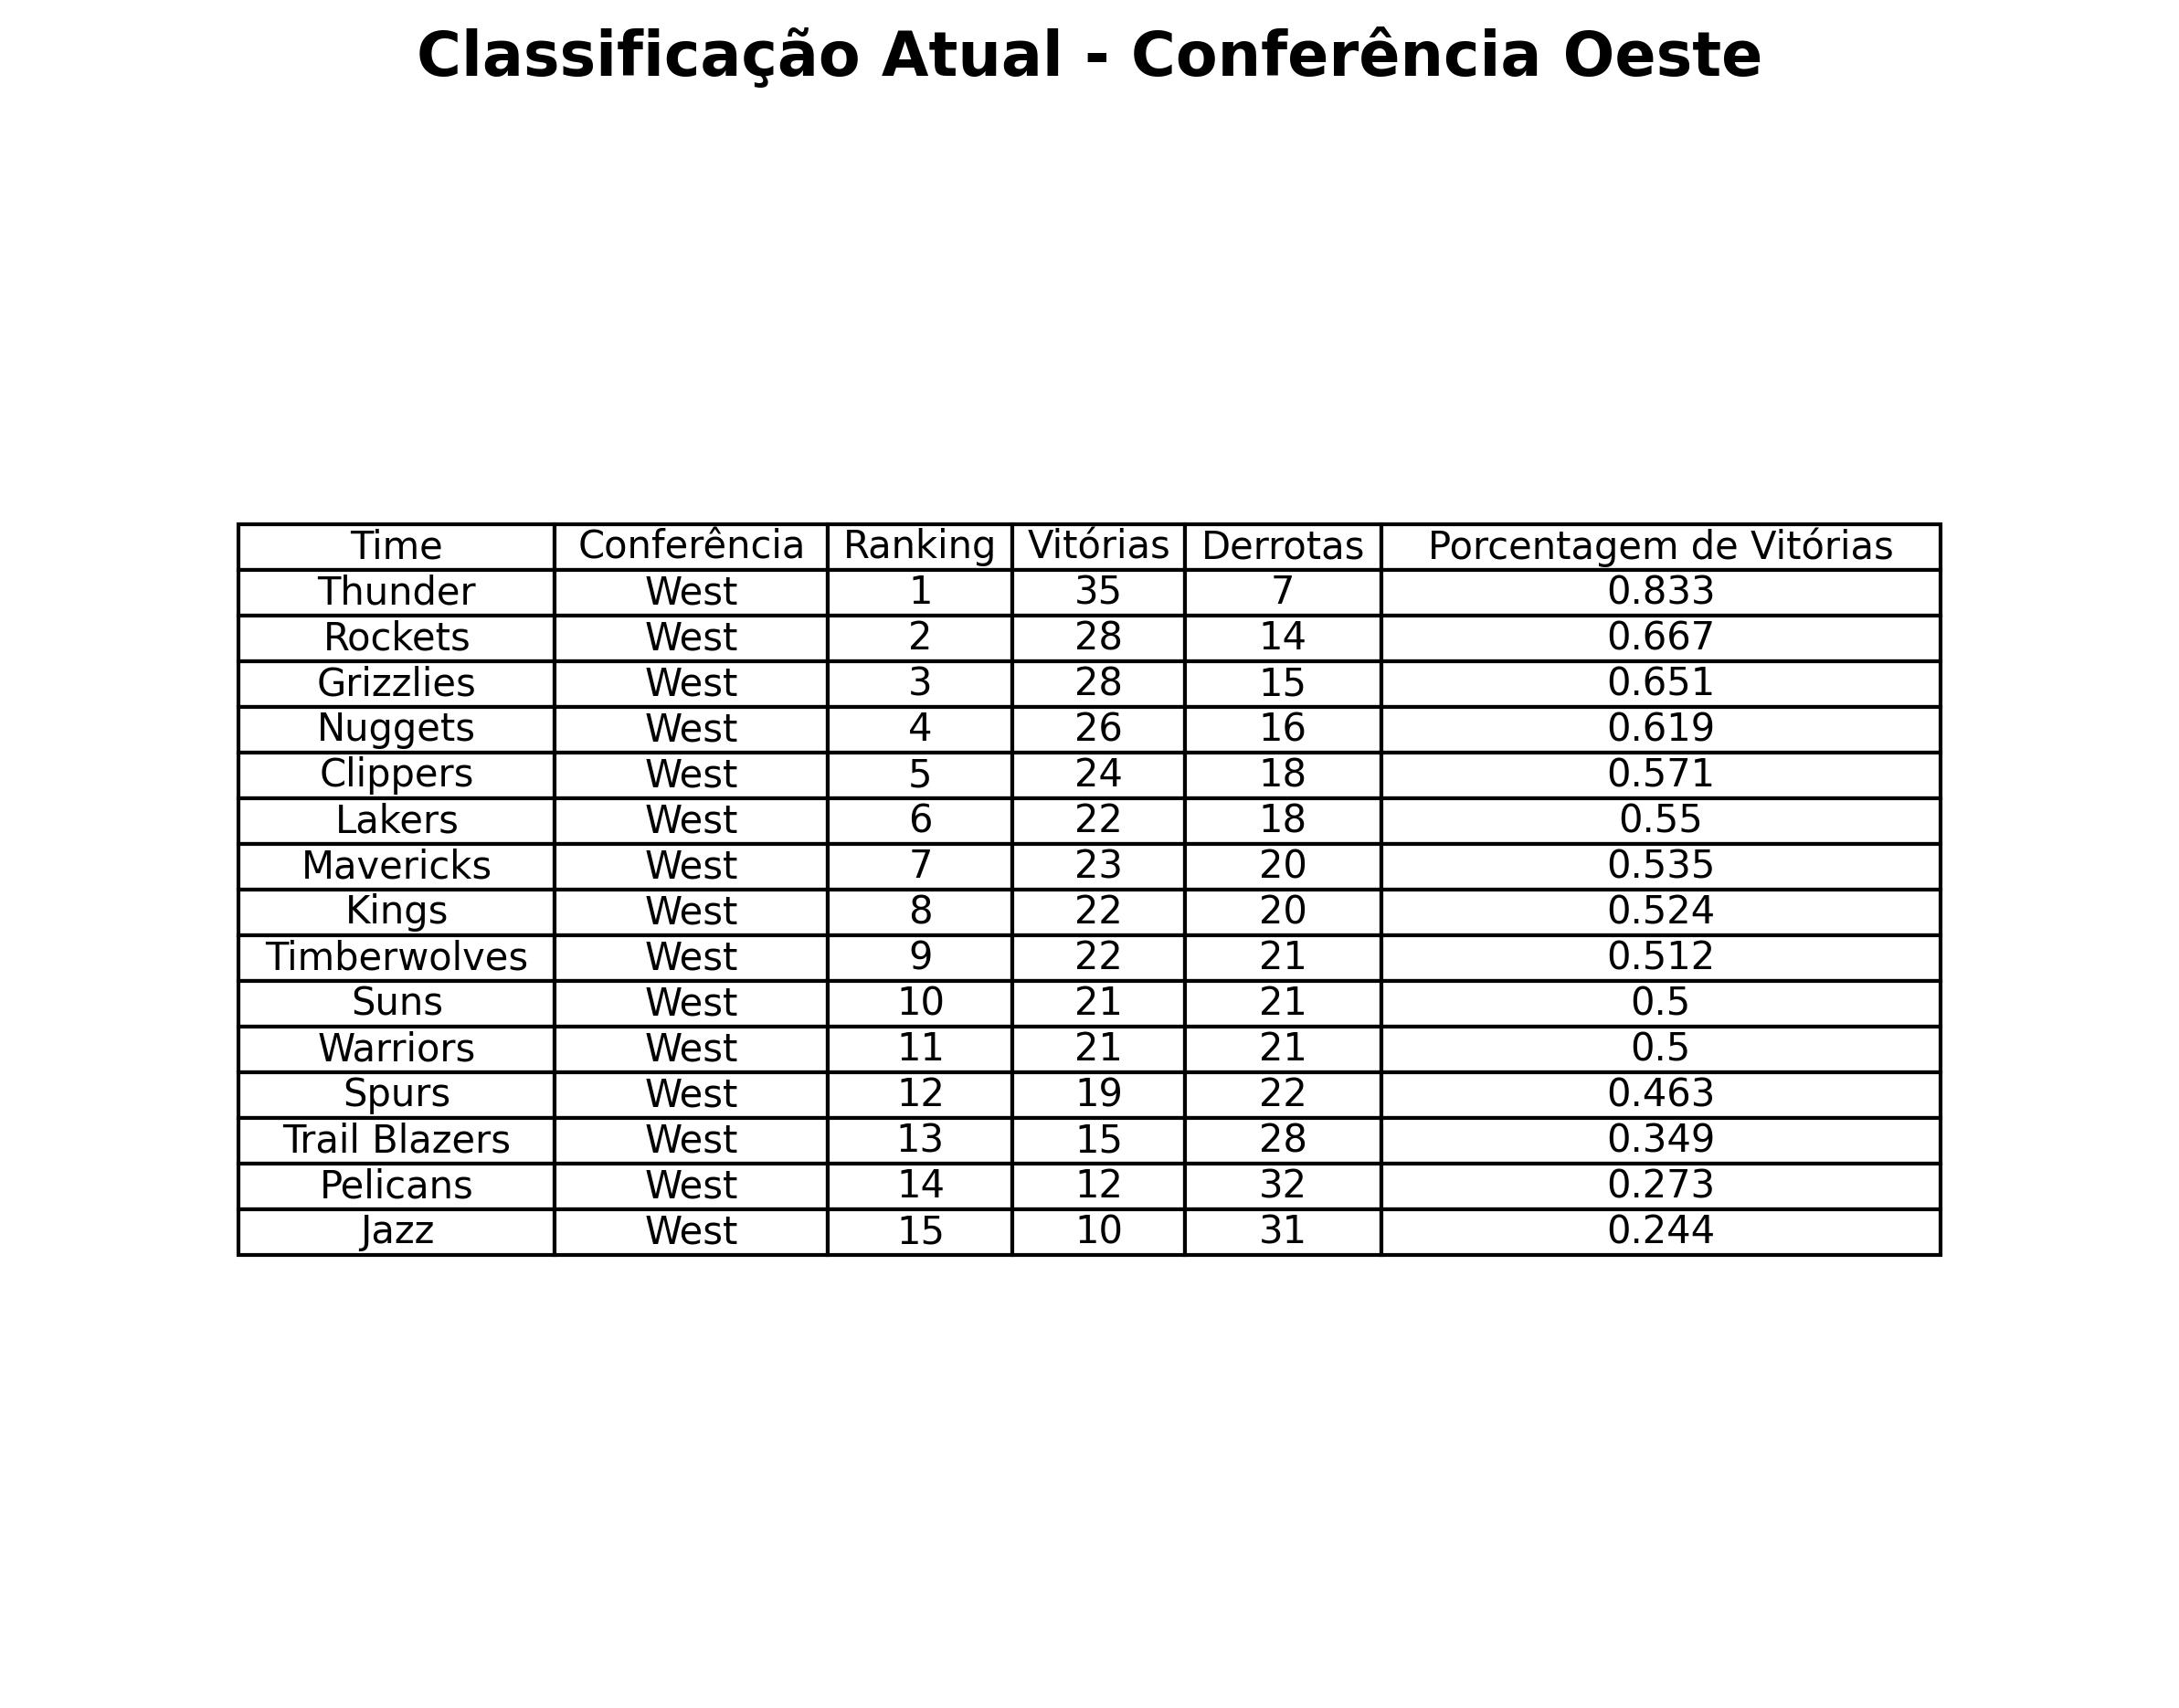 Classificação Atual - Conferência Oeste
Time Conferência Ranking Vitórias Derrotas Porcentagem de Vitórias
Thunder West 1 35 7 0.833
Rockets West 2 28 14 0.667
Grizzlies West 3 28 15 0.651
Nuggets West 4 26 16 0.619
Clippers West 5 24 18 0.571
Lakers West 6 22 18 0.55
Mavericks West 7 23 20 0.535
Kings West 8 22 20 0.524
Timberwolves West 9 22 21 0.512
Suns West 10 21 21 0.5
Warriors West 11 21 21 0.5
Spurs West 12 19 22 0.463
Trail Blazers West 13 15 28 0.349
Pelicans West 14 12 32 0.273
Jazz West 15 10 31 0.244